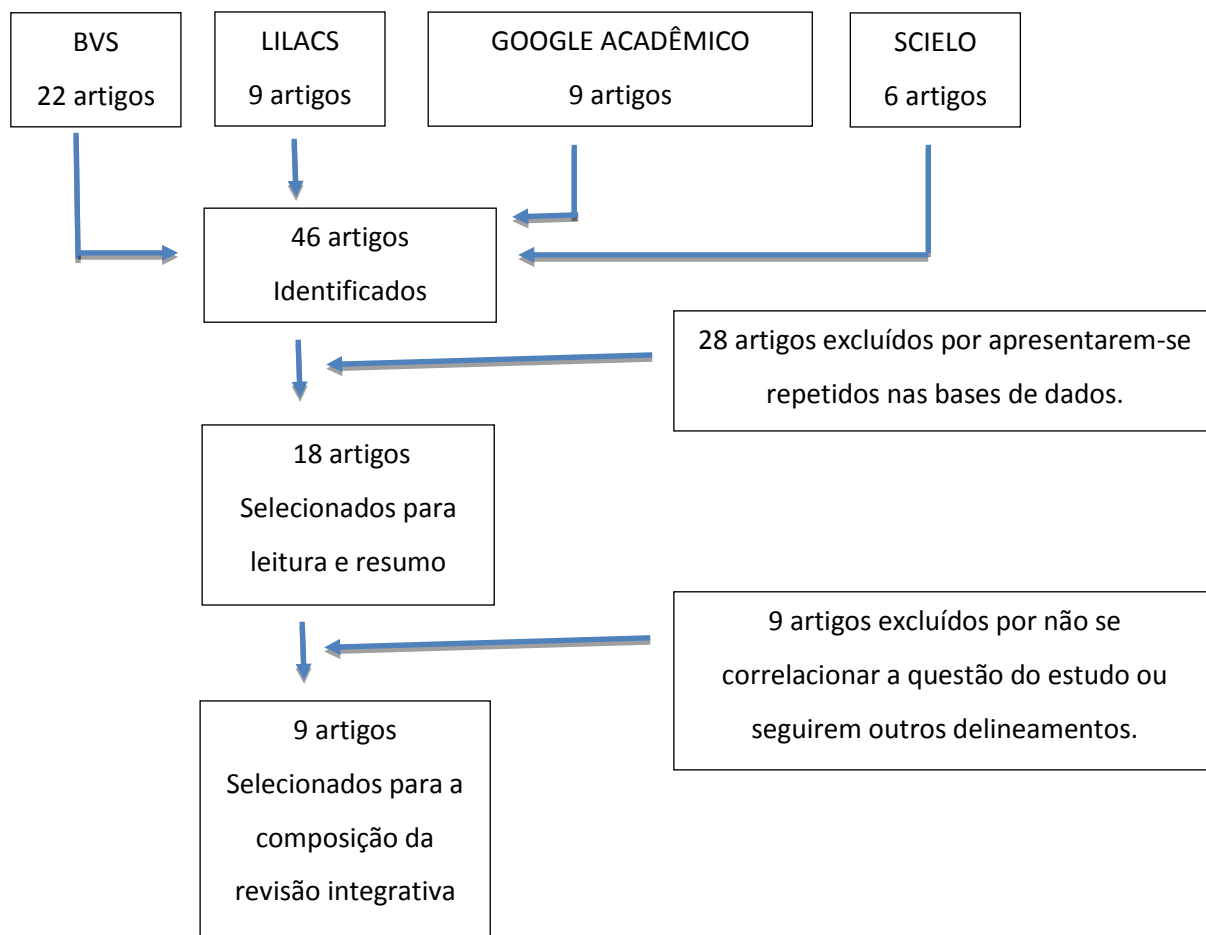 BVS
22 artigos
LILACS
9 artigos
GOOGLE ACADÊMICO
9 artigos
SCIELO
6 artigos
46 artigos
Identificados
28 artigos excluídos por apresentarem-se
repetidos nas bases de dados.
18 artigos
Selecionados para
leitura e resumo
9 artigos excluídos por não se
correlacionar a questão do estudo ou
seguirem outros delineamentos.
9 artigos
Selecionados para a
composição da
revisão integrativa